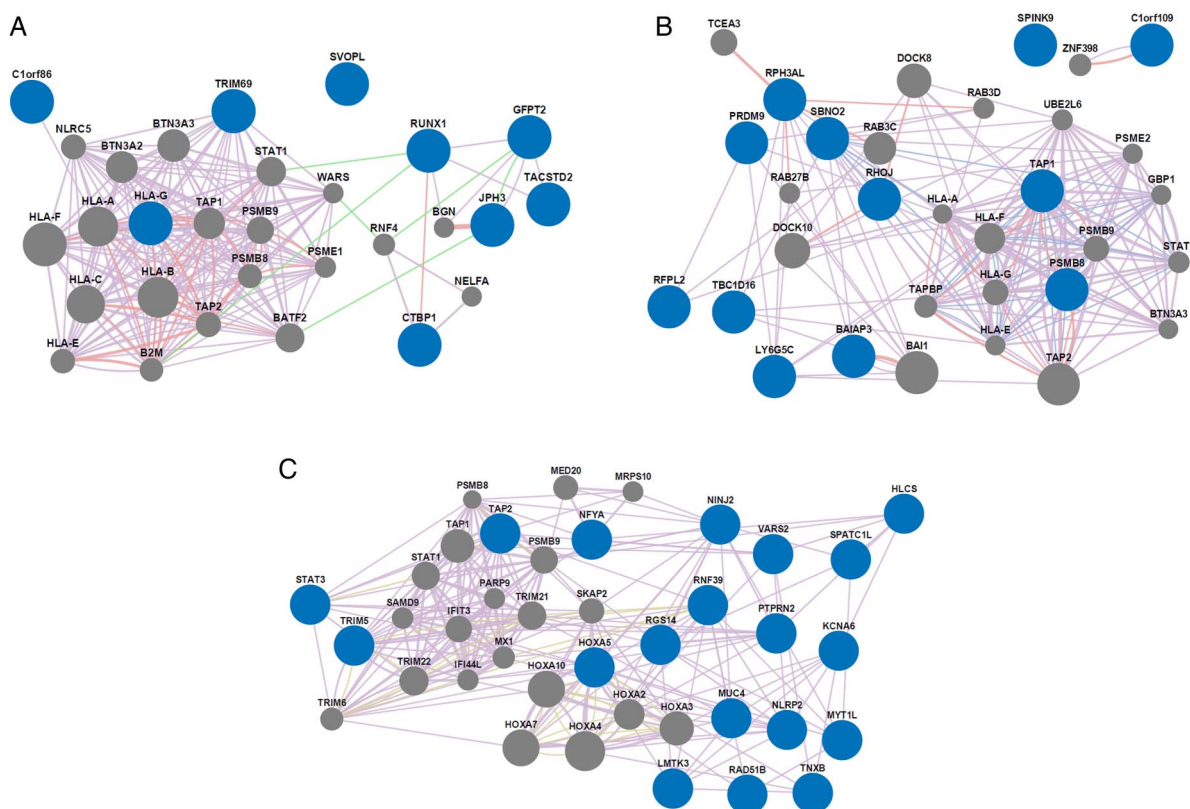 A
C1orf86
SVOPL
TRIM69
GFPT2
RUNX1
NLRC5
BTN3A3
BTN3A2
STAT1
TACSTD2
WARS
HLA-G
HLA-A
TAP1
JPH3
HLA-F
PSMB9
BGN
RNF4
PSMB8
PSME1
HLA-B
HLA-C
NELFA
TAP2
BATF2
CTBP1
HLA-E
B2M
B
TCEA3
SPINK9
C1orf109
ZNF398
DOCK8
RPH3AL
RAB3D
UBE2L6
PRDM9
SBNO2
RAB3C
PSME2
TAP1
RAB27B
RHOJ
GBP1
HLA-A
HLA-F
PSMB9
DOCK10
STAT
HLA-G
PSMB8
RFPL2
TBC1D16
TAPBP
BTN3A3
HLA-E
BAIAP3
LY6G5C
BAI1
TAP2
C
PSMB8
MED20
MRPS10
HLCS
TAP2
NFYA
NINJ2
TAP1
VARS2
SPATC1L
PSMB9
STAT1
STAT3
PARP9
RNF39
SAMD9
TRIM21
SKAP2
IFIT3
PTPRN2
TRIM5
RGS14
KCNA6
MX1
HOXA5
TRIM22
IFI44L
HOXA10
TRIM6
HOXA2
HOXA3
MUC4
NLRP2
MYT1L
HOXA7
HOXA4
LMTK3
RAD51B
TNXB